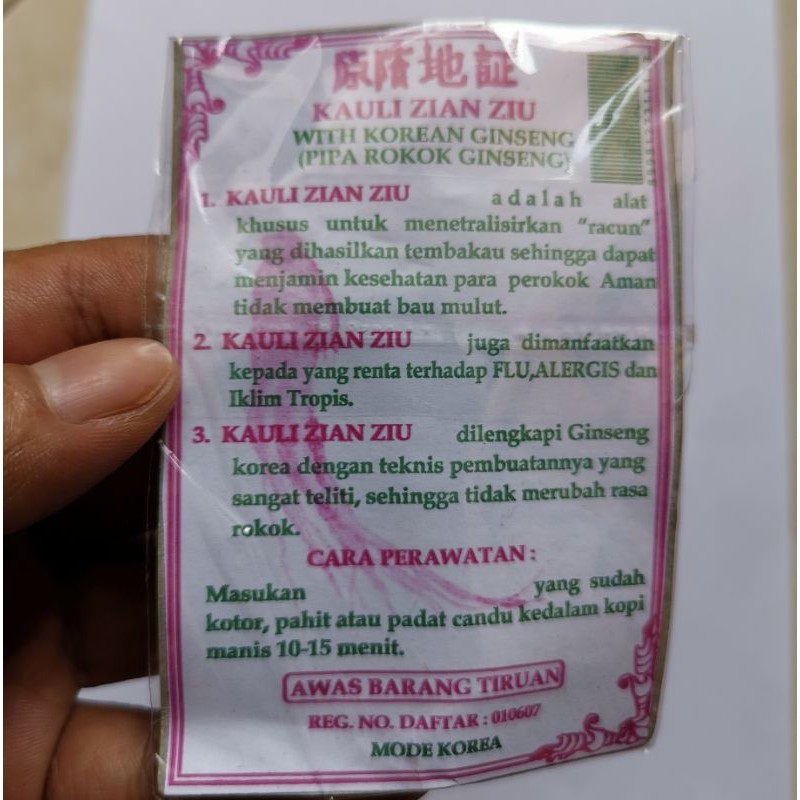 原産地証
KAULI ZIAN ZIU
WITH KOREAN GINSENG
(PIPA ROKOK GINSENG)
1. KAULI ZIAN ZIU adalah alat
khusus untuk menetralisirkan "racun"
yang dihasilkan tembakau sehingga dapat
menjamin kesehatan para perokok Aman
tidak membuat bau mulut.
2. KAULI ZIAN ZIU juga dimanfaatkan
kepada yang renta terhadap FLU,ALERGIS dan
Iklim Tropis.
3. KAULI ZIAN ZIU dilengkapi Ginseng
korea dengan teknis pembuatannya yang
sangat teliti, sehingga tidak merubah rasa
rokok.
CARA PERAWATAN :
Masukan yang sudah
kotor, pahit atau padat candu kedalam kopi
manis 10-15 menit.
AWAS BARANG TIRUAN
REG. NO. DAFTAR : 010607
MODE KOREA